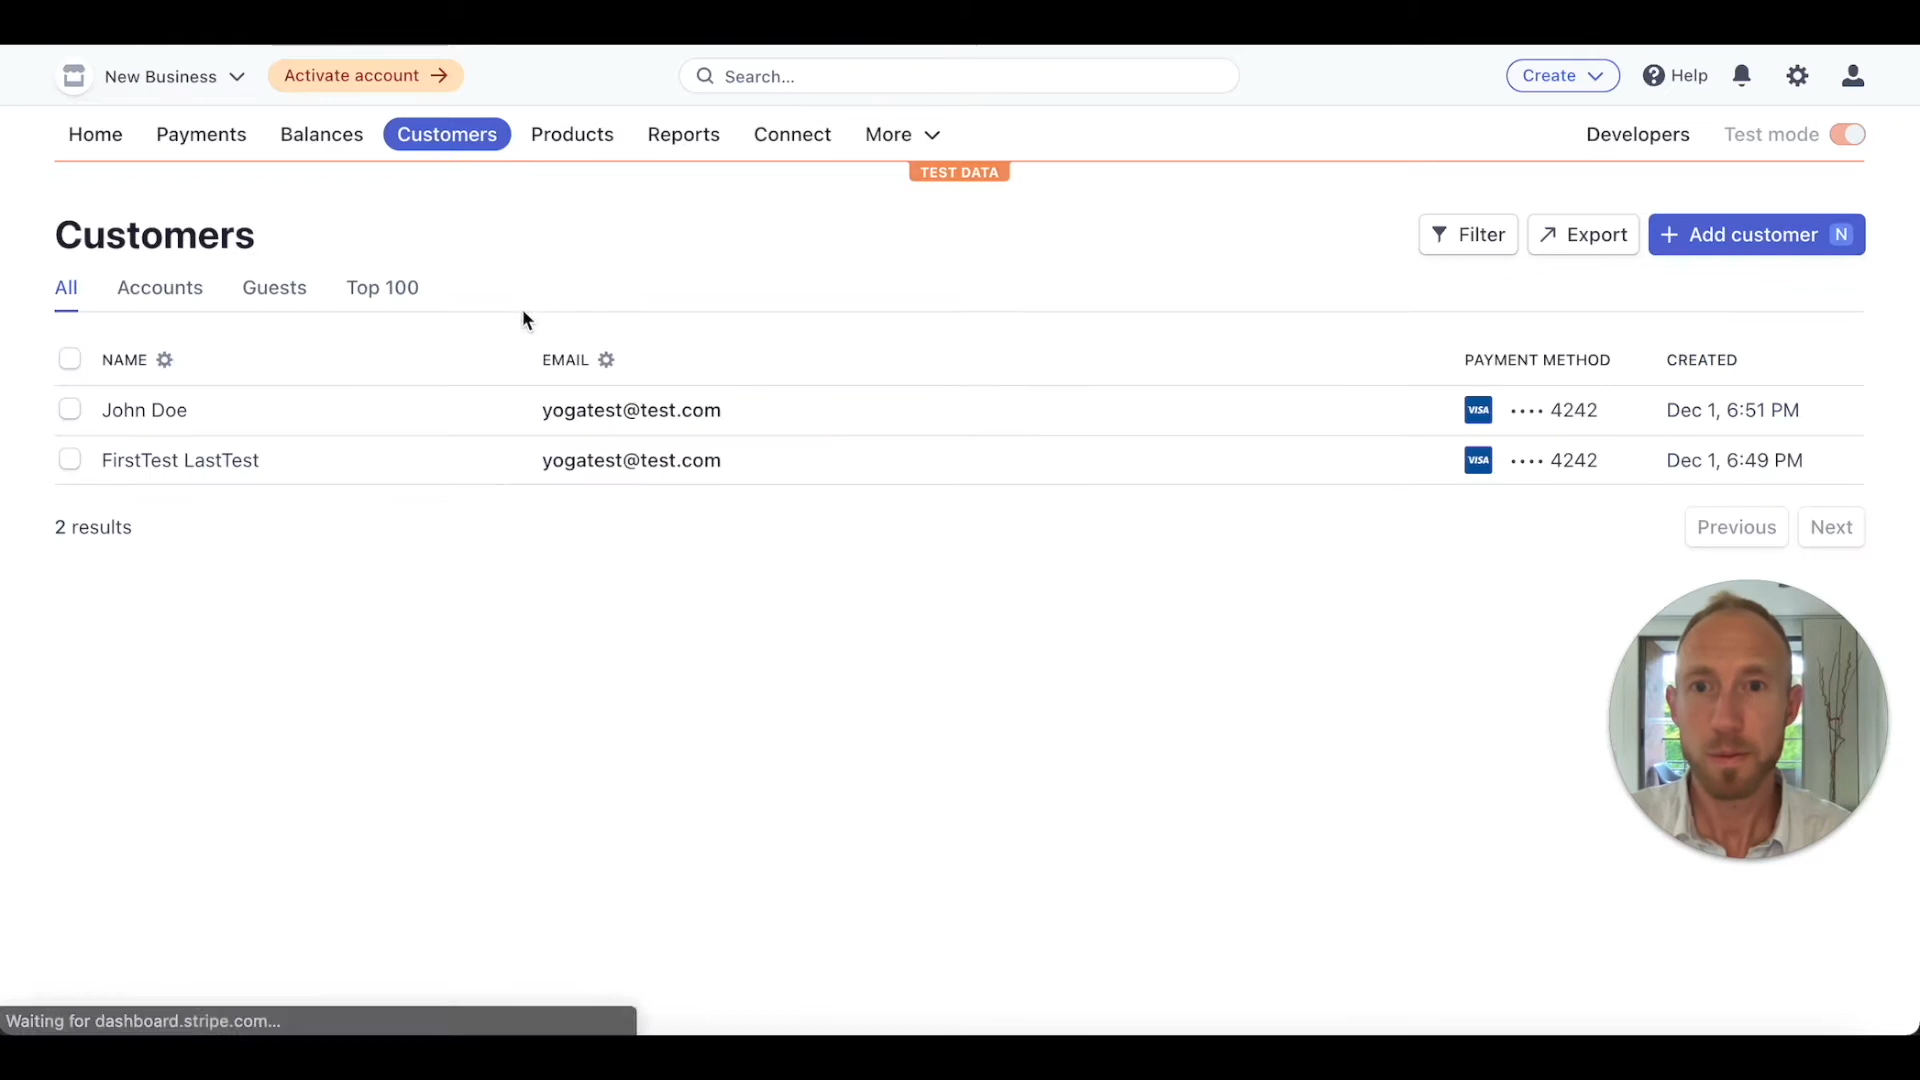 New Business
Activate account →
Search...
Create
Help
Home Payments Balances Customers Products Reports Connect More
Developers Test mode
TEST DATA
Customers
Filter
Export
+ Add customer N
All Accounts Guests Top 100
NAME EMAIL PAYMENT METHOD CREATED
John Doe yogatest@test.com VISA •••• 4242 Dec 1, 6:51 PM
FirstTest LastTest yogatest@test.com VISA •••• 4242 Dec 1, 6:49 PM
2 results
Previous Next
Waiting for dashboard.stripe.com...